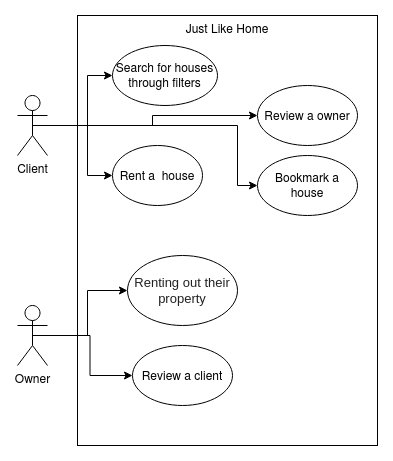 Just Like Home
Search for houses
through filters
Review a owner
Client
Rent a house
Bookmark a
house
Renting out their
property
Owner
Review a client